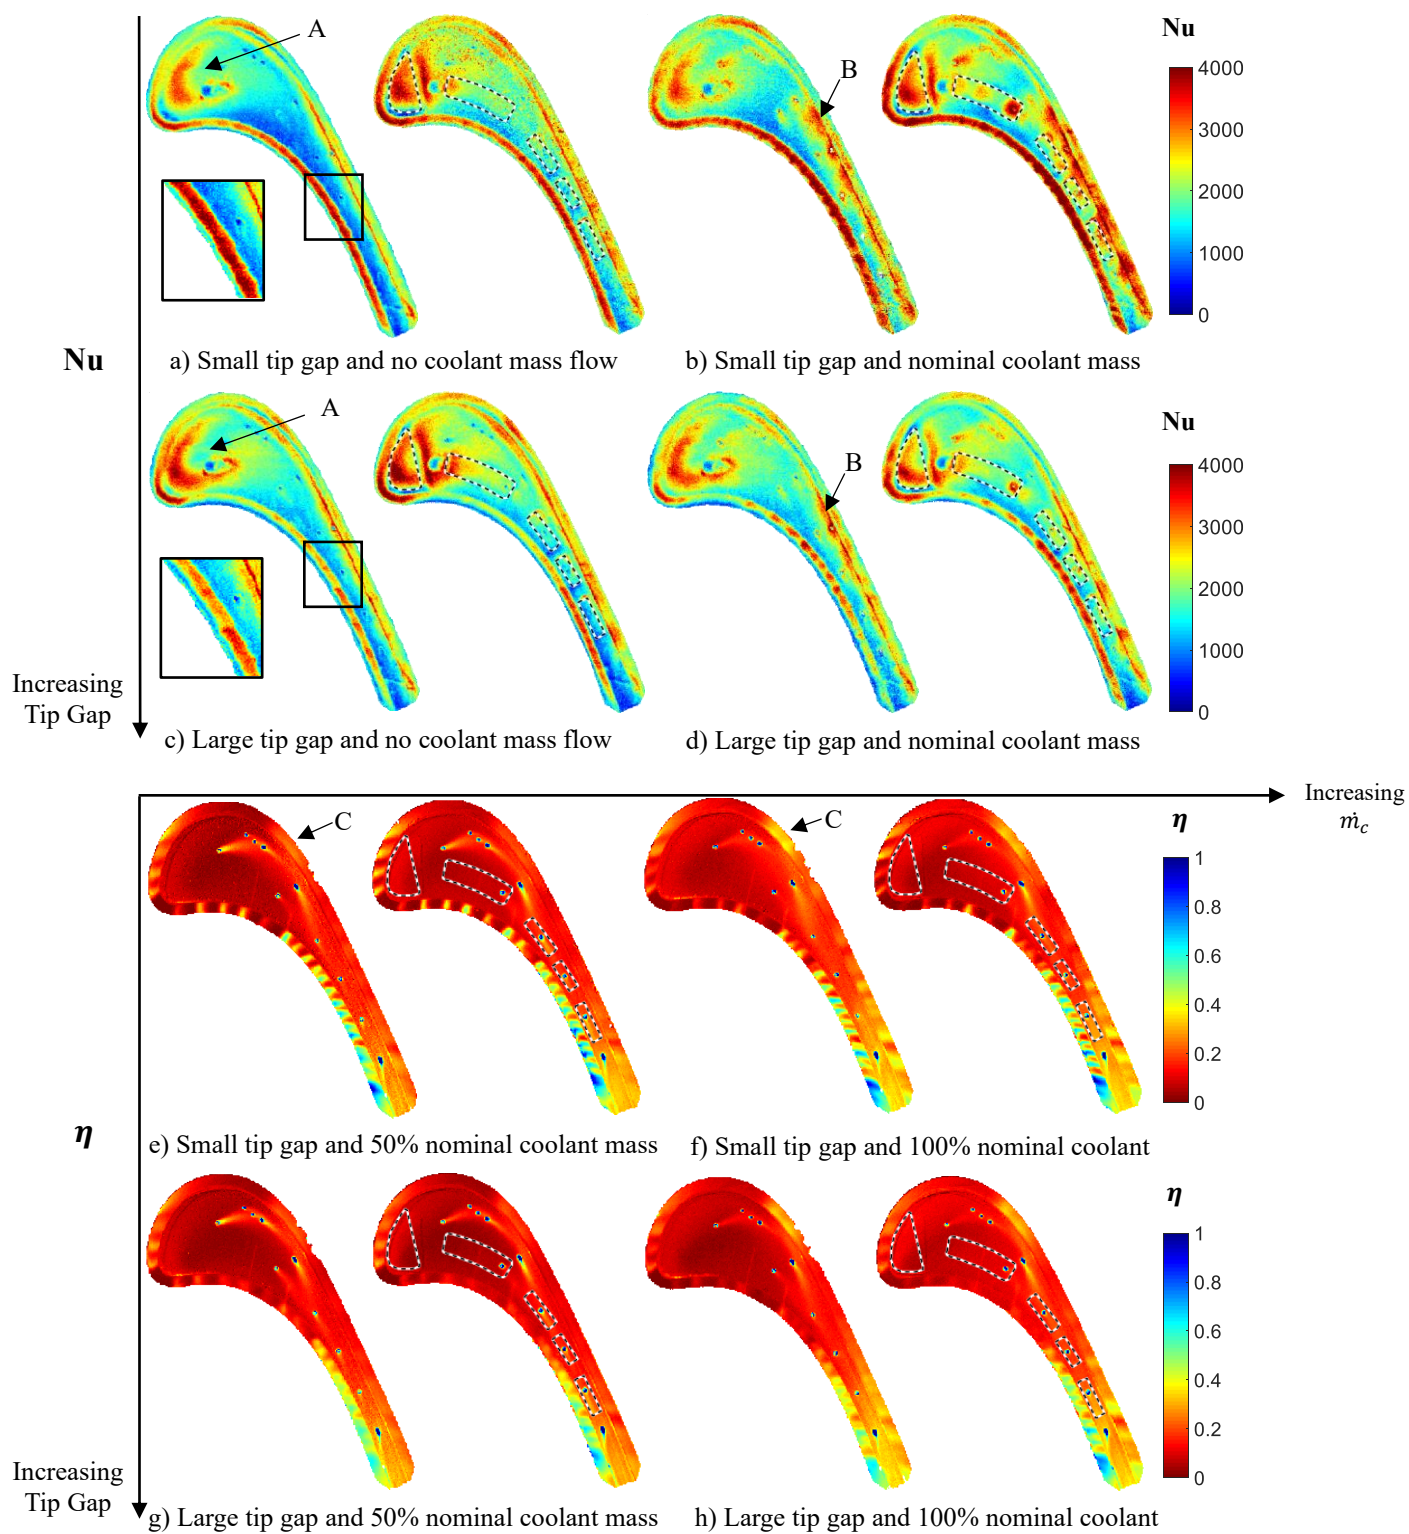 Nu
A
B
4000
3000
2000
1000
0
Nu
a) Small tip gap and no coolant mass flow
b) Small tip gap and nominal coolant mass
A
B
Nu
4000
3000
2000
1000
0
Increasing
Tip Gap
c) Large tip gap and no coolant mass flow
d) Large tip gap and nominal coolant mass
Increasing
ṁc
C
C
η
1
0.8
0.6
0.4
0.2
0
η
e) Small tip gap and 50% nominal coolant mass
f) Small tip gap and 100% nominal coolant
η
1
0.8
0.6
0.4
0.2
0
Increasing
Tip Gap
g) Large tip gap and 50% nominal coolant mass
h) Large tip gap and 100% nominal coolant